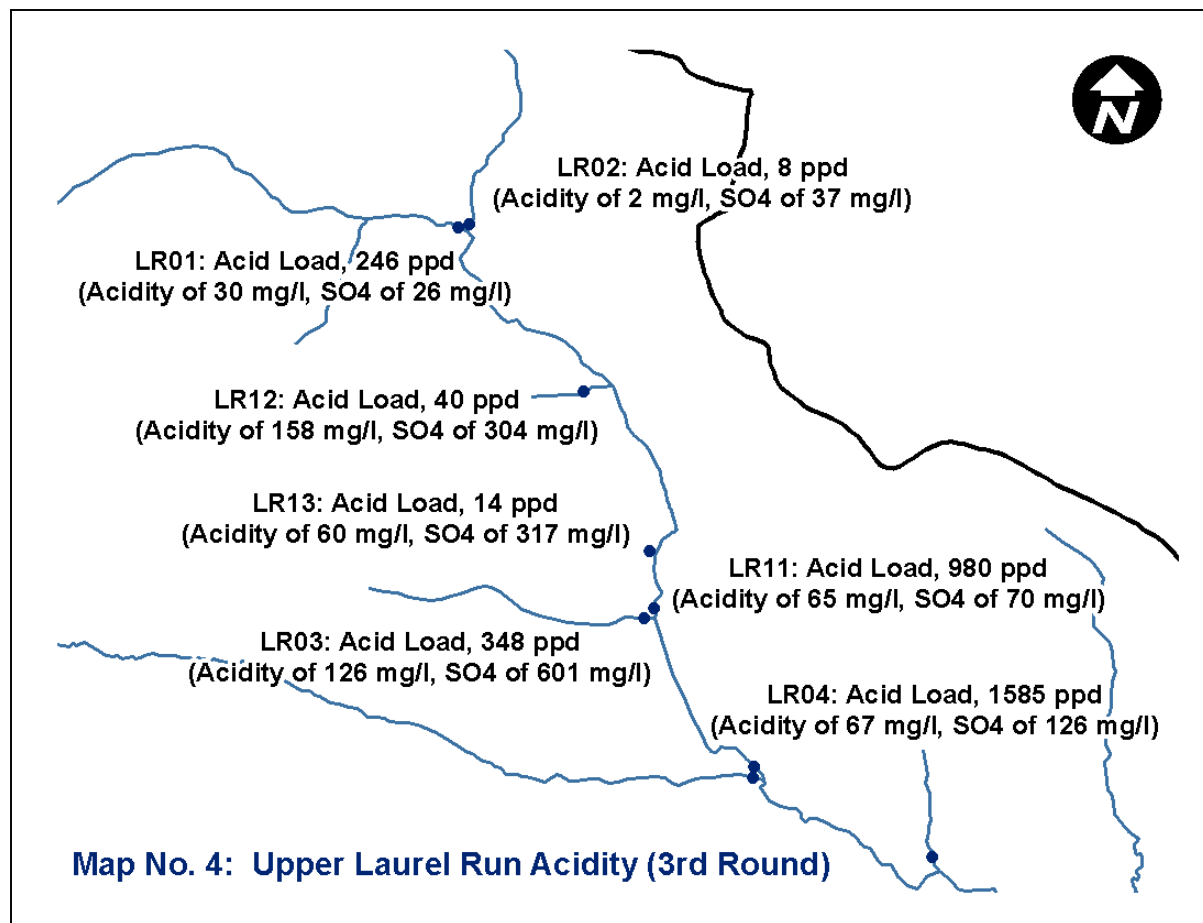 N
LR02: Acid Load, 8 ppd
(Acidity of 2 mg/l, SO4 of 37 mg/l)
LR01: Acid Load, 246 ppd
(Acidity of 30 mg/l, SO4 of 26 mg/l)
LR12: Acid Load, 40 ppd
(Acidity of 158 mg/l, SO4 of 304 mg/l)
LR13: Acid Load, 14 ppd
(Acidity of 60 mg/l, SO4 of 317 mg/l)
LR11: Acid Load, 980 ppd
(Acidity of 65 mg/l, SO4 of 70 mg/l)
LR03: Acid Load, 348 ppd
(Acidity of 126 mg/l, SO4 of 601 mg/l)
LR04: Acid Load, 1585 ppd
(Acidity of 67 mg/l, SO4 of 126 mg/l)
Map No. 4: Upper Laurel Run Acidity (3rd Round)